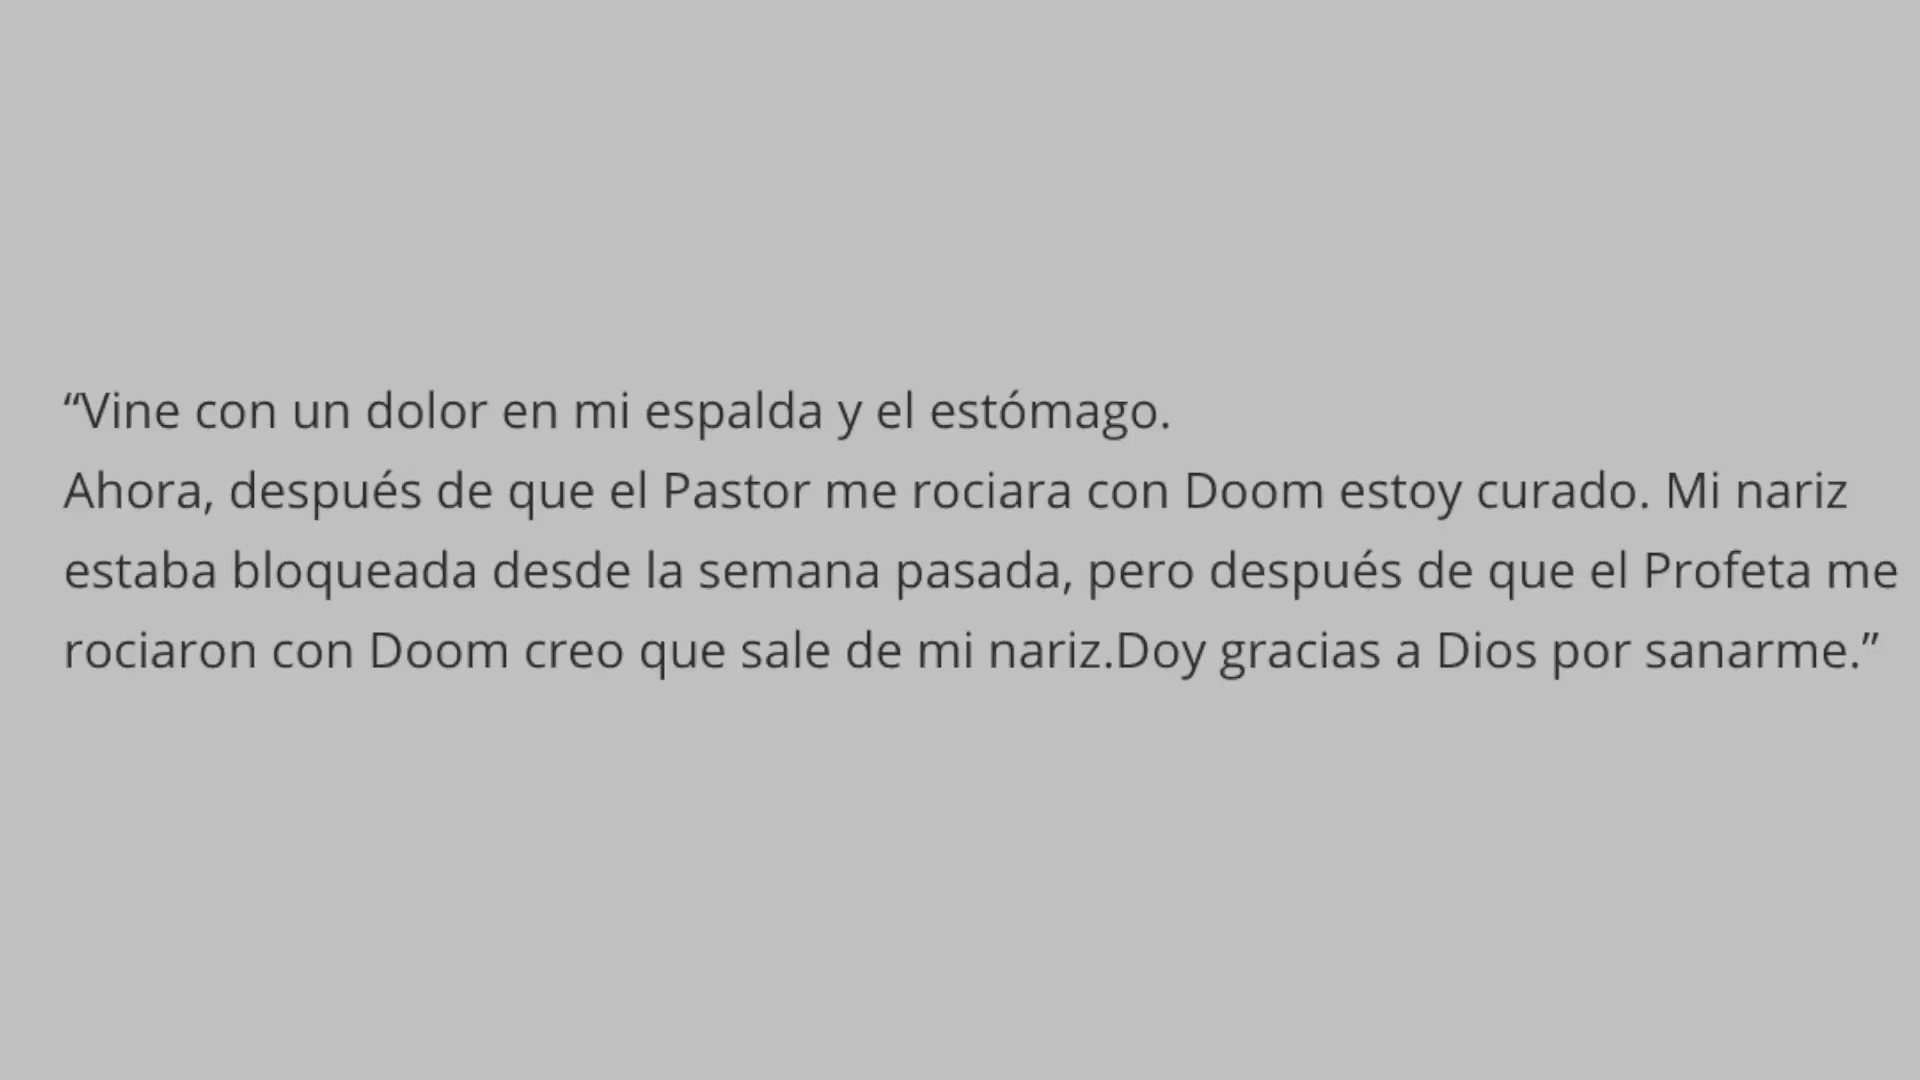 “Vine con un dolor en mi espalda y el estómago.
Ahora, después de que el Pastor me rociara con Doom estoy curado. Mi nariz
estaba bloqueada desde la semana pasada, pero después de que el Profeta me
rociaron con Doom creo que sale de mi nariz.Doy gracias a Dios por sanarme.”